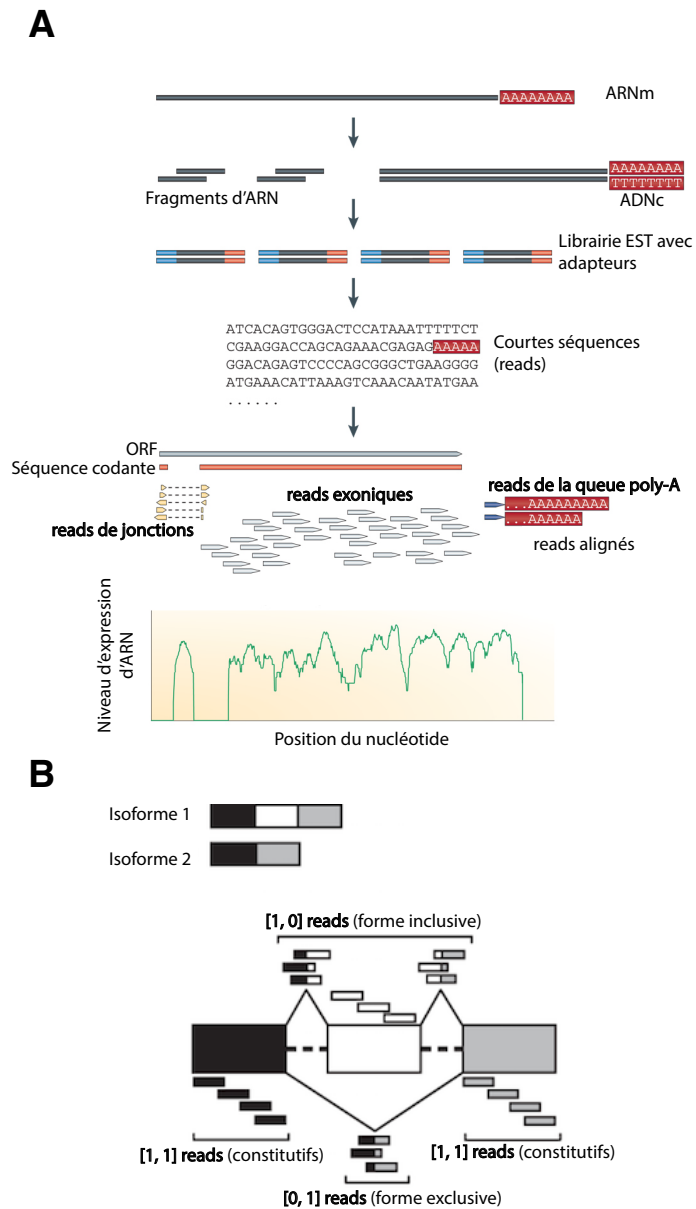 A
AAAAAAAA
ARNm
AAAAAAAA
TTTTTTTT
Fragments d'ARN
ADNc
Librairie EST avec
adapteurs
ATCACAGTGGGACTCCATAAATTTTTCT
CGAAGGACCAGCAGAAACGAGAGAAAAA
GGACAGAGTCCCCAGCGGCTGAAGGGG
ATGAAACATTAAAGTCAAACAATATGAA
......
Courtes séquences
(reads)
ORF
Séquence codante
reads de jonctions
reads exoniques
reads de la queue poly-A
...AAAAAAAAA
...AAAAAA
reads alignés
Niveau d'expression
d'ARN
Position du nucléotide
B
Isoforme 1
Isoforme 2
[1, 0] reads (forme inclusive)
[1, 1] reads (constitutifs)
[1, 1] reads (constitutifs)
[0, 1] reads (forme exclusive)